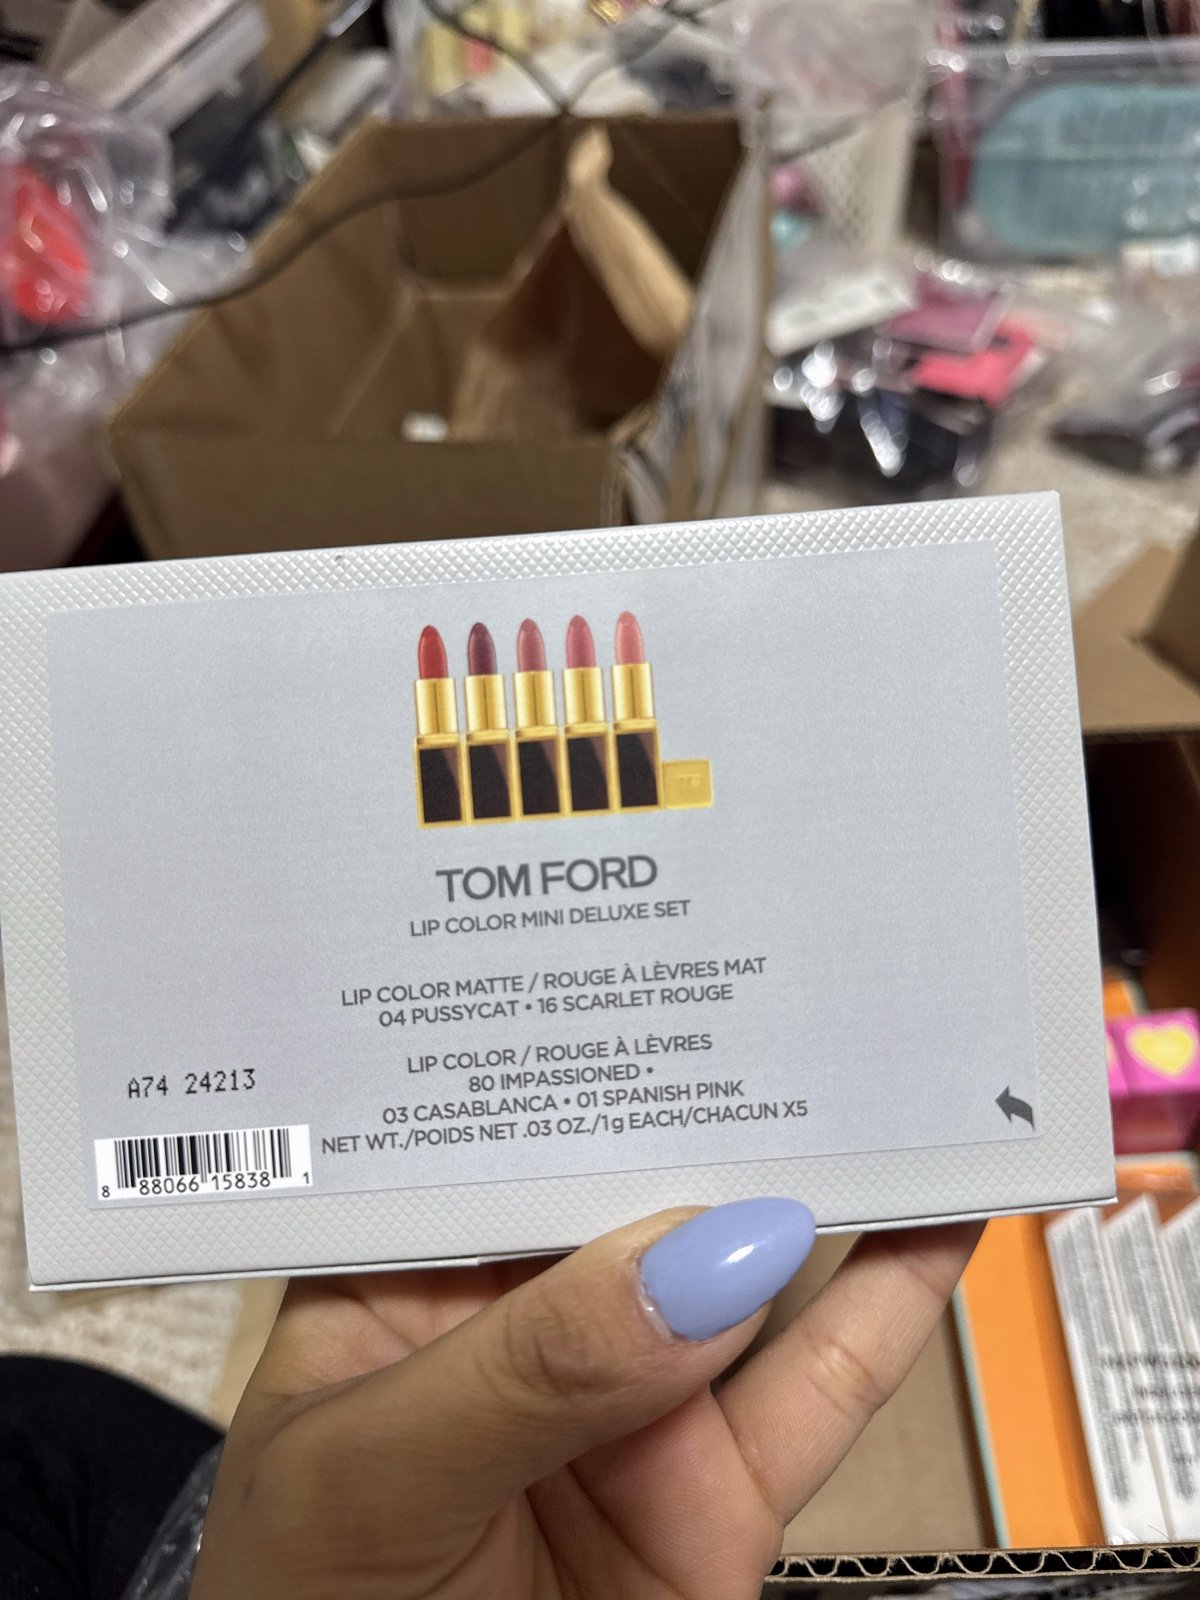 TOM FORD
LIP COLOR MINI DELUXE SET
LIP COLOR MATTE / ROUGE À LÈVRES MAT
04 PUSSYCAT • 16 SCARLET ROUGE
LIP COLOR / ROUGE À LÈVRES
80 IMPASSIONED •
03 CASABLANCA • 01 SPANISH PINK
NET WT./POIDS NET .03 OZ./1g EACH/CHACUN X5
A74 24213
8 88066 15838 1